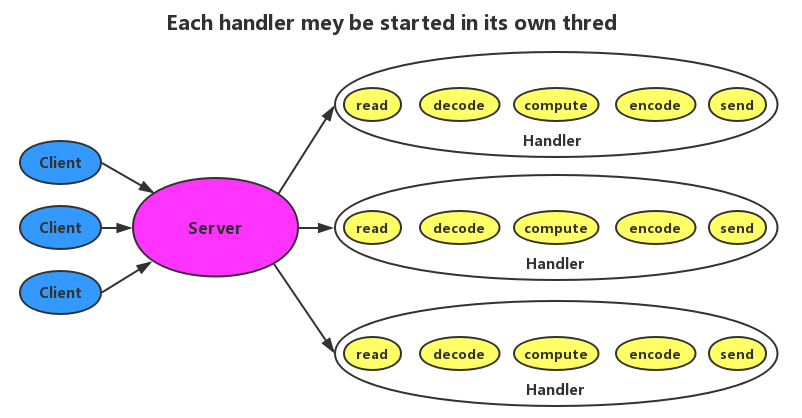 Each handler mey be started in its own thred
read decode compute encode send
Handler
Client
Client
Server
read decode compute encode send
Handler
Client
read decode compute encode send
Handler